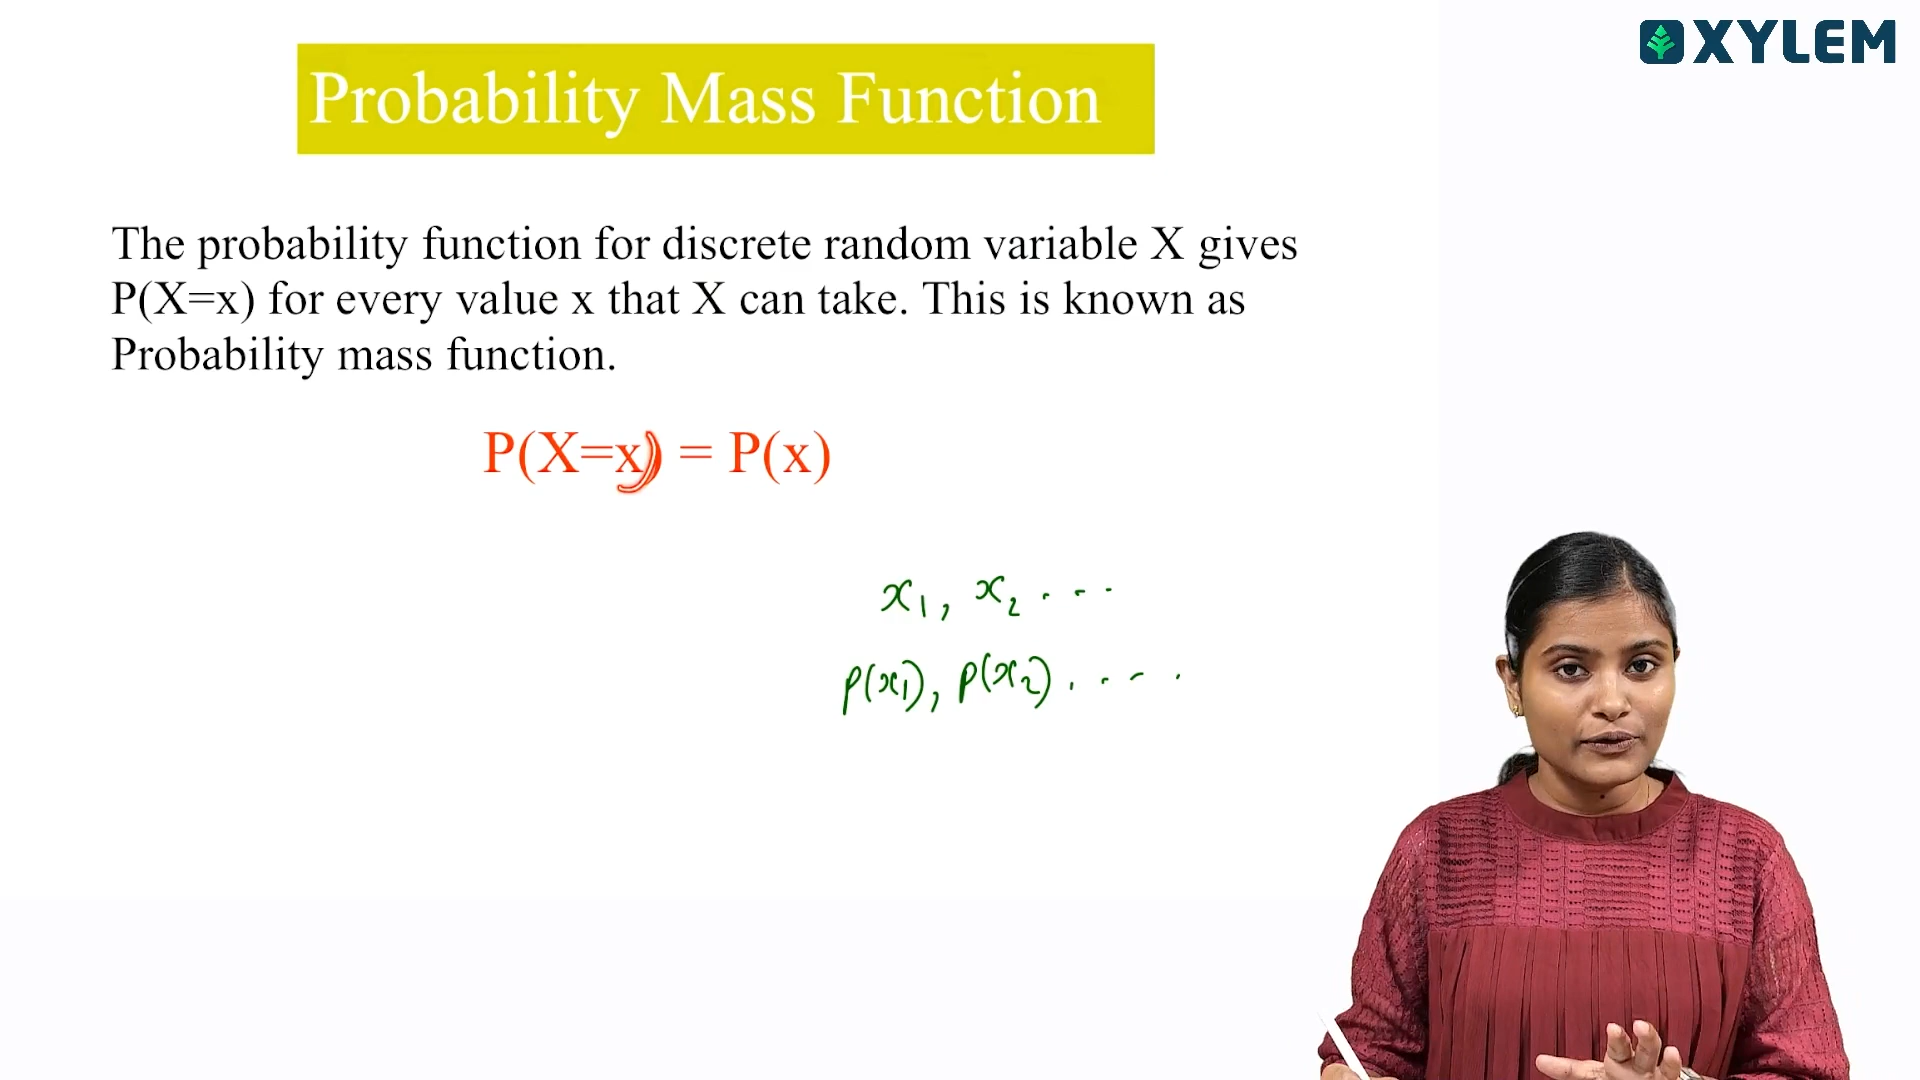 XYLEM
Probability Mass Function
The probability function for discrete random variable X gives
P(X=x) for every value x that X can take. This is known as
Probability mass function.
P(X=x) = P(x)
x₁, x₂ . . . .
p(x₁), p(x₂) . . . . .